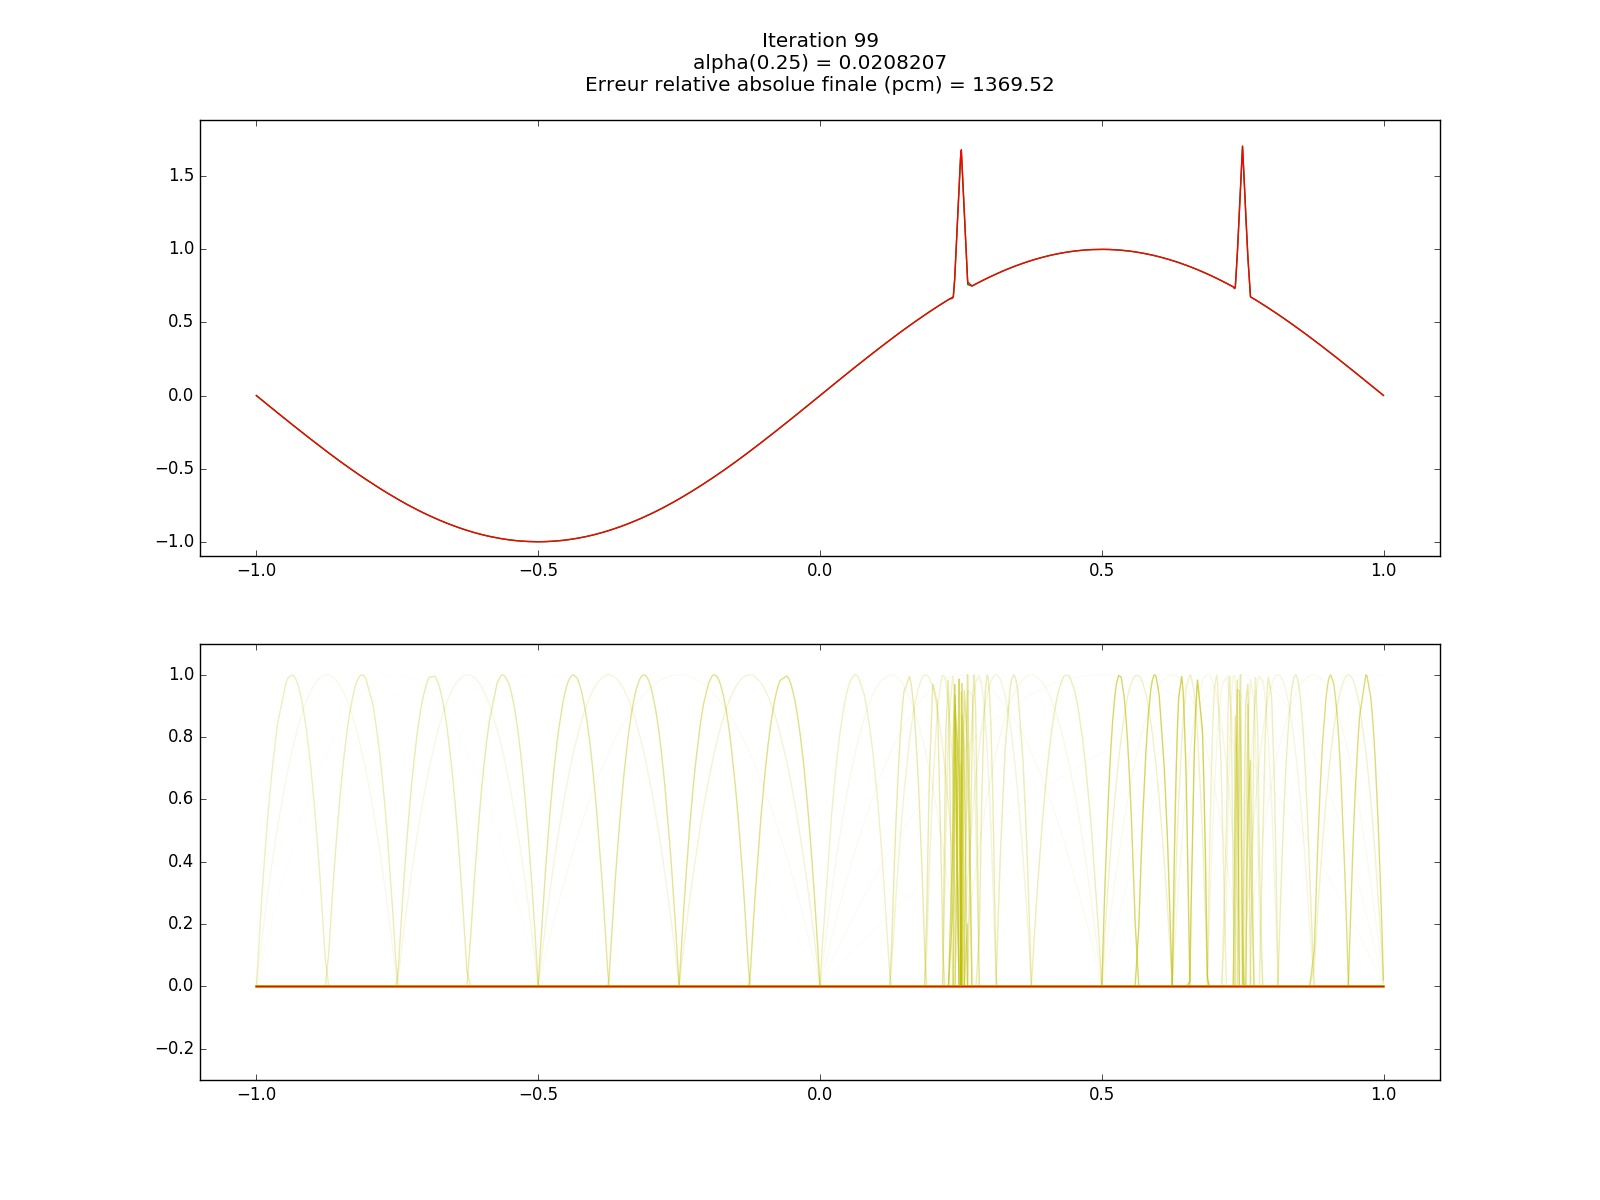 Iteration 99
alpha(0.25) = 0.0208207
Erreur relative absolue finale (pcm) = 1369.52
1.5
1.0
0.5
0.0
−0.5
−1.0
−1.0 −0.5 0.0 0.5 1.0
1.0
0.8
0.6
0.4
0.2
0.0
−0.2
−1.0 −0.5 0.0 0.5 1.0